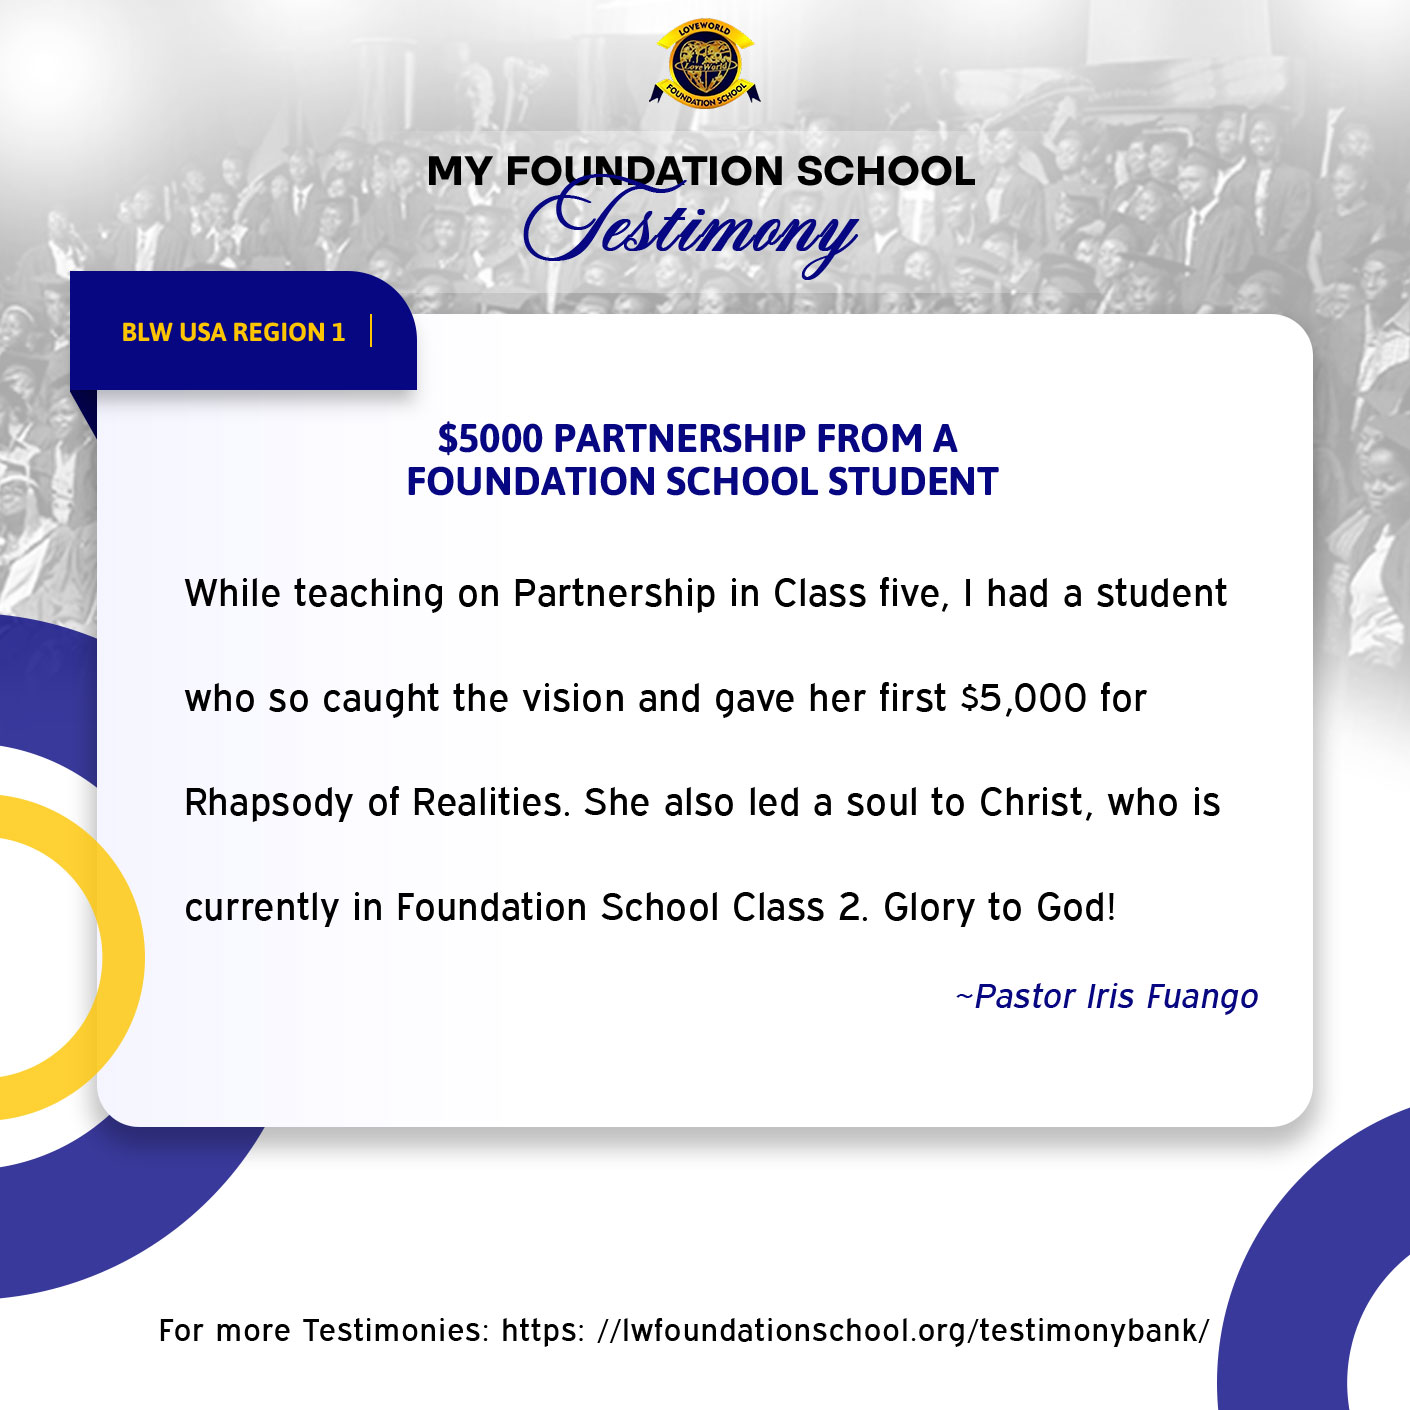 LOVEWORLD
LoveWorld
FOUNDATION SCHOOL
MY FOUNDATION SCHOOL
Testimony
BLW USA REGION 1
$5000 PARTNERSHIP FROM A
FOUNDATION SCHOOL STUDENT
While teaching on Partnership in Class five, I had a student
who so caught the vision and gave her first $5,000 for
Rhapsody of Realities. She also led a soul to Christ, who is
currently in Foundation School Class 2. Glory to God!
~Pastor Iris Fuango
For more Testimonies: https: //lwfoundationschool.org/testimonybank/